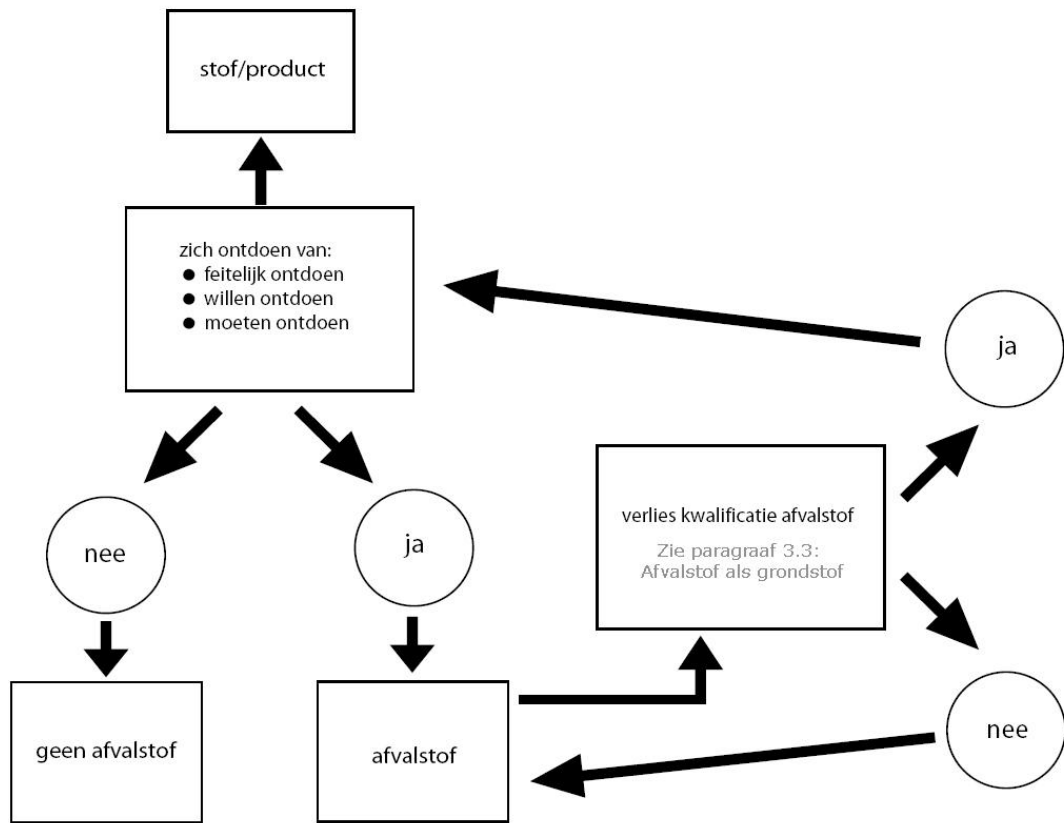 stof/product
zich ontdoen van:
● feitelijk ontdoen
● willen ontdoen
● moeten ontdoen
ja
verlies kwalificatie afvalstof
Zie paragraaf 3.3:
Afvalstof als grondstof
nee
ja
nee
geen afvalstof
afvalstof